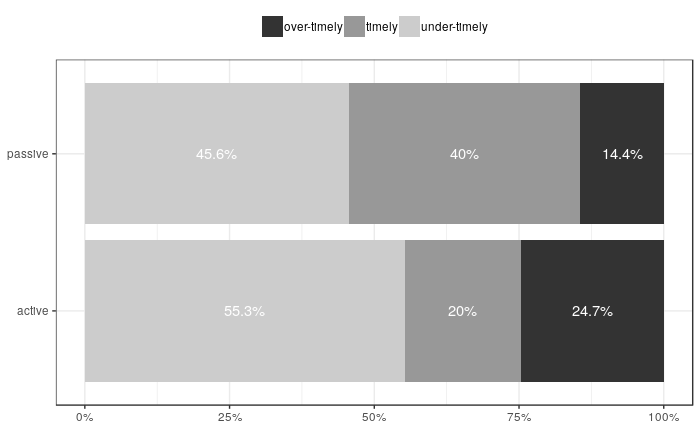 over-timely timely under-timely
passive 45.6% 40% 14.4%
active 55.3% 20% 24.7%
0% 25% 50% 75% 100%